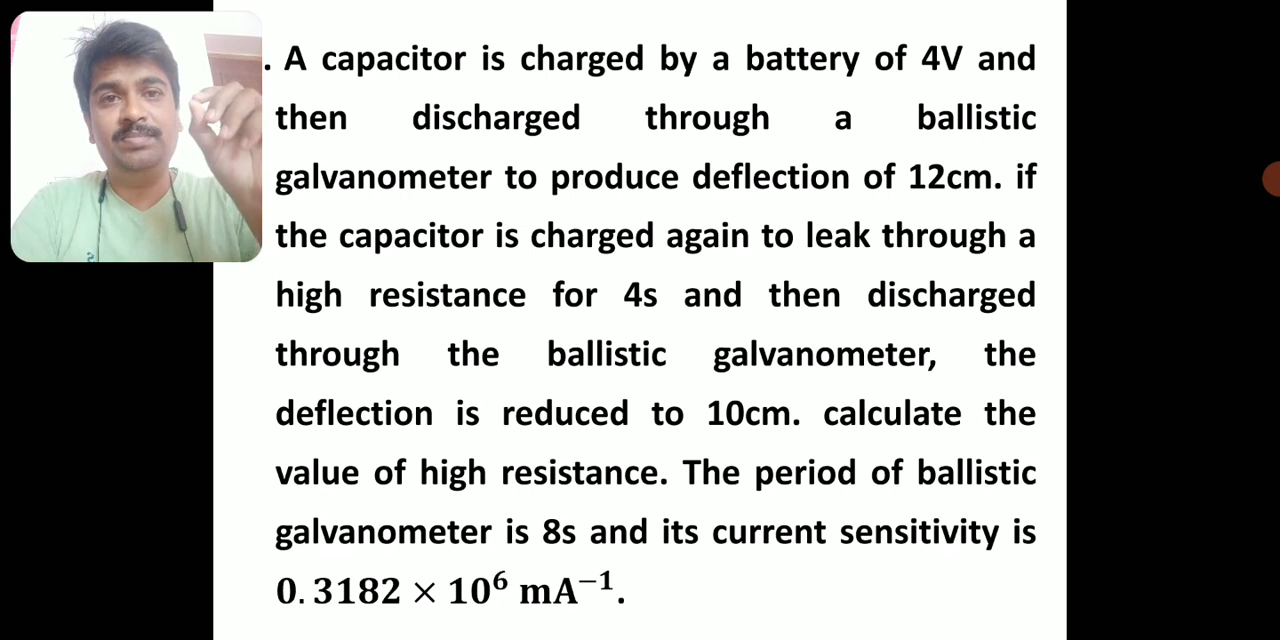 . A capacitor is charged by a battery of 4V and
then discharged through a ballistic
galvanometer to produce deflection of 12cm. if
the capacitor is charged again to leak through a
high resistance for 4s and then discharged
through the ballistic galvanometer, the
deflection is reduced to 10cm. calculate the
value of high resistance. The period of ballistic
galvanometer is 8s and its current sensitivity is
0.3182 × 10⁶ mA⁻¹.